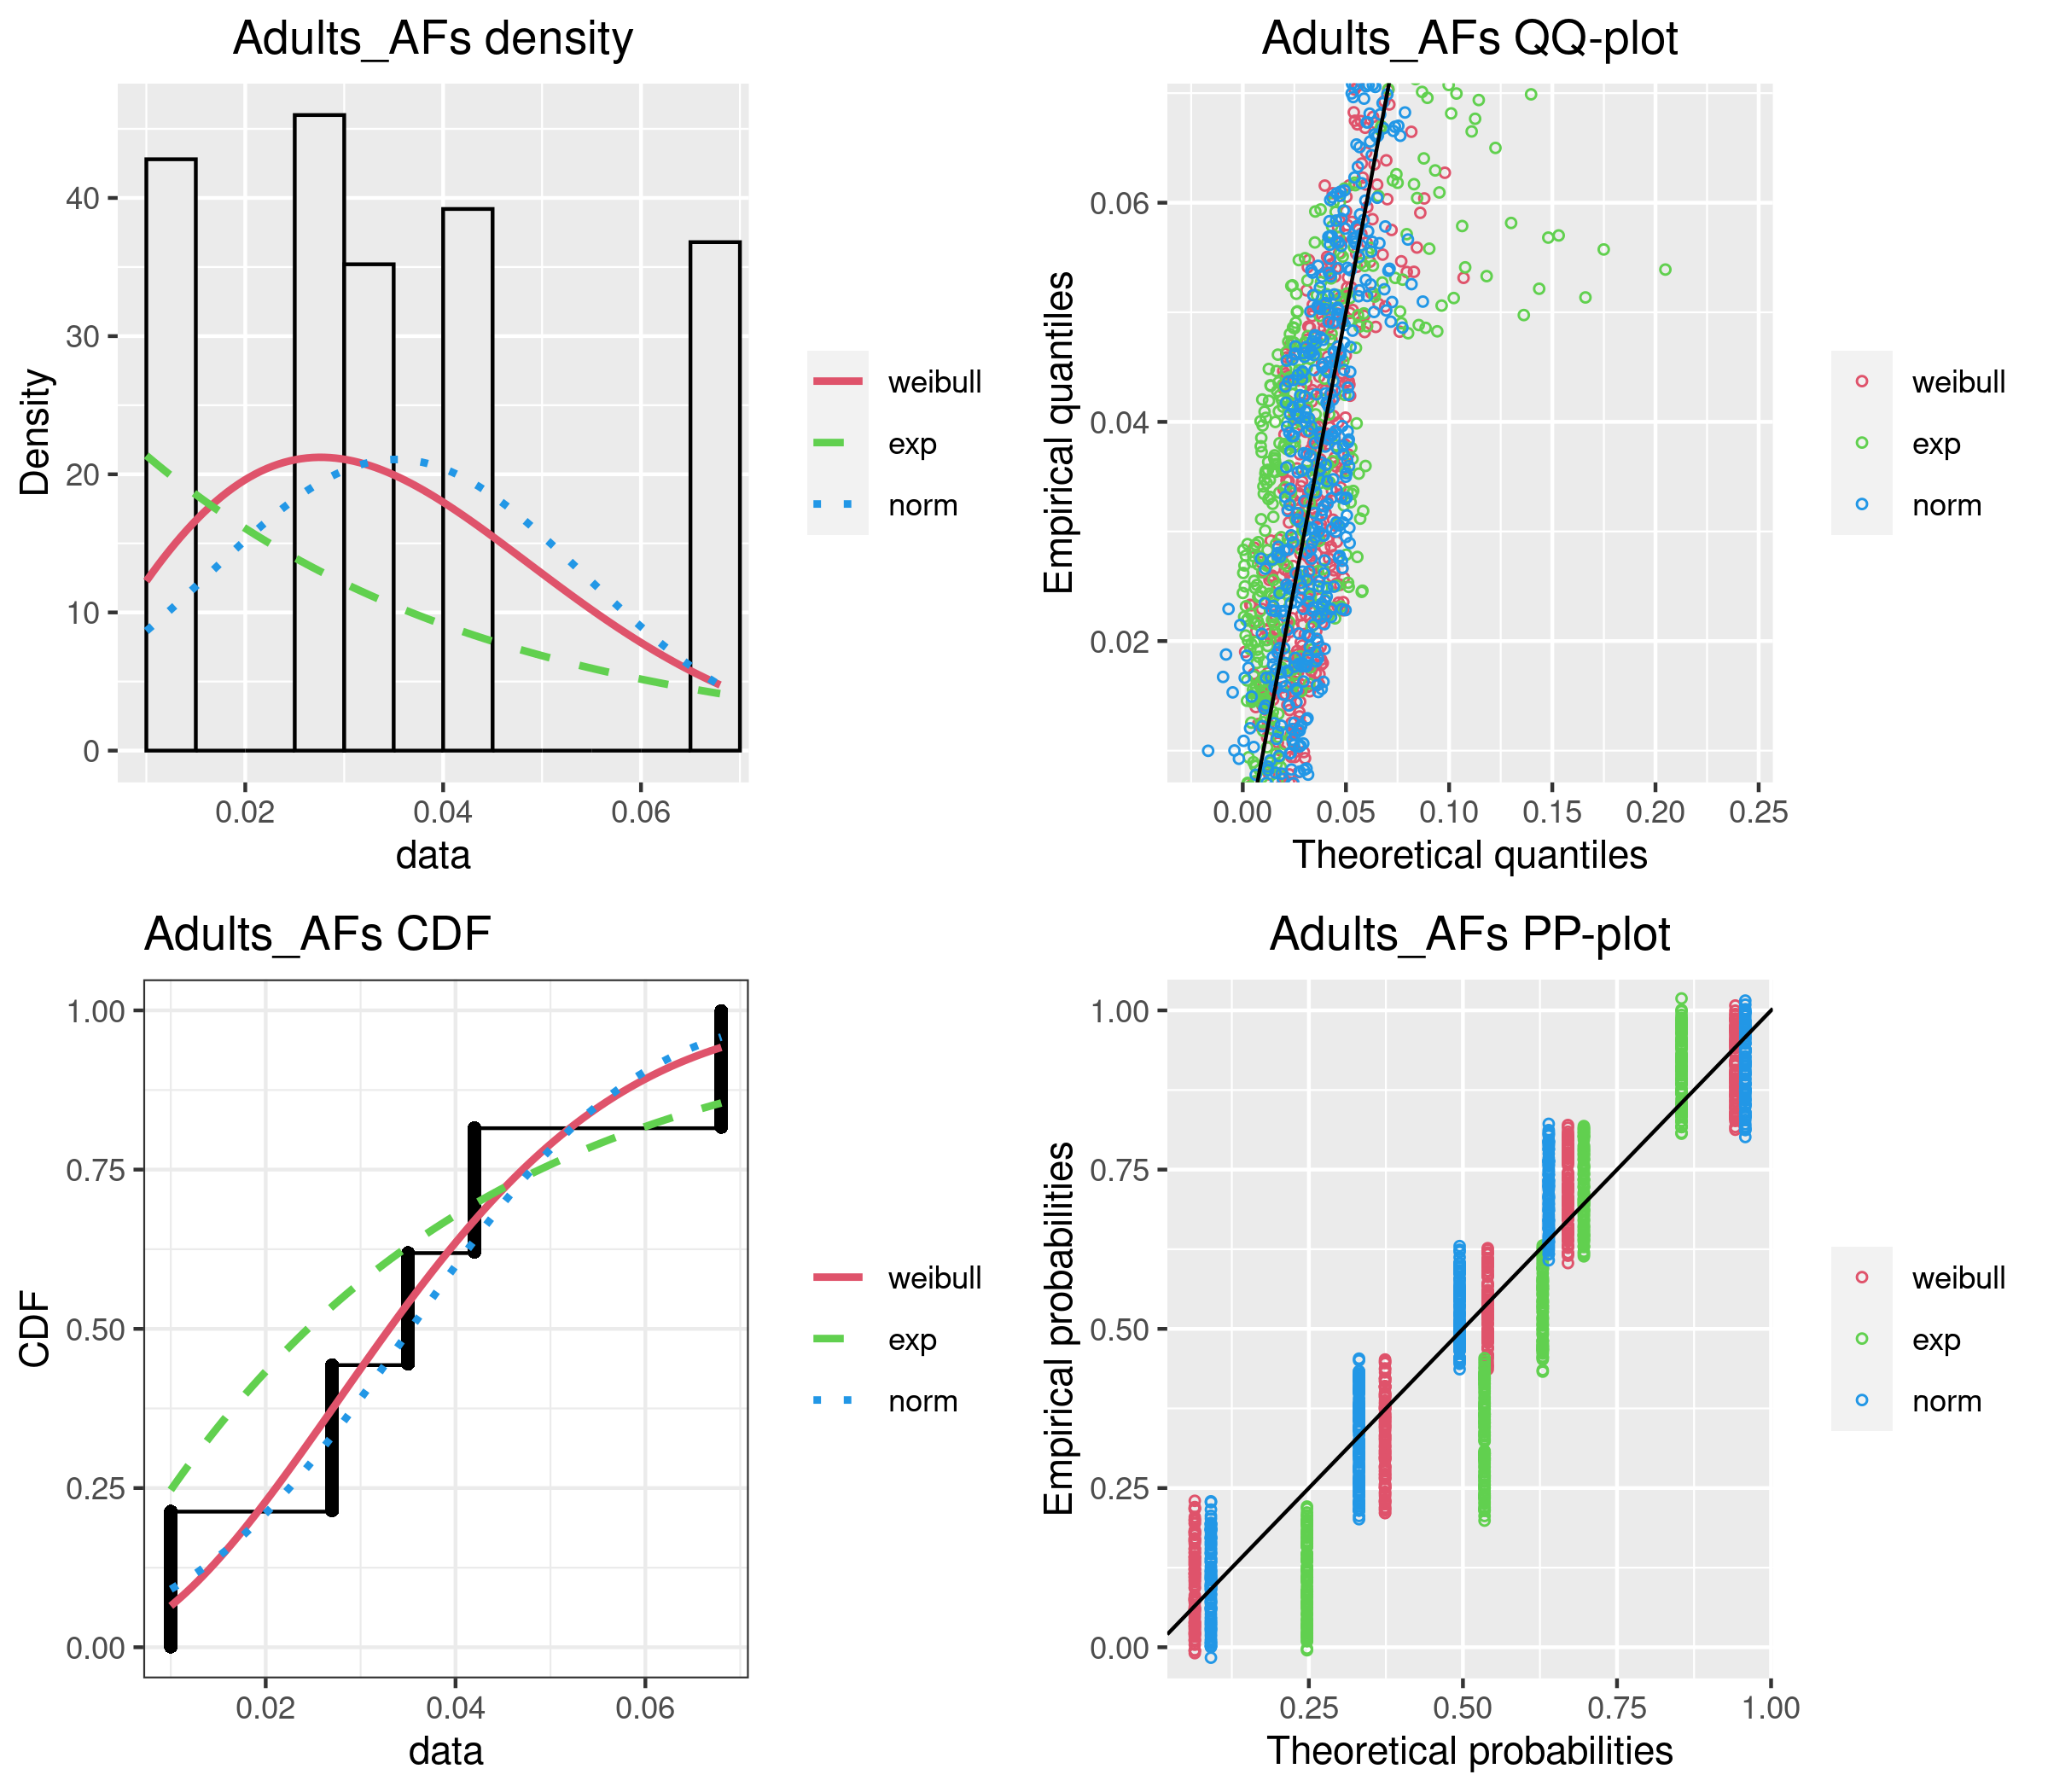 Adults_AFs density
Density
40
30
20
10
0
0.02 0.04 0.06
data
weibull
exp
norm
Adults_AFs QQ-plot
Empirical quantiles
0.06
0.04
0.02
0.00 0.05 0.10 0.15 0.20 0.25
Theoretical quantiles
weibull
exp
norm
Adults_AFs CDF
CDF
1.00
0.75
0.50
0.25
0.00
0.02 0.04 0.06
data
weibull
exp
norm
Adults_AFs PP-plot
Empirical probabilities
1.00
0.75
0.50
0.25
0.00
0.25 0.50 0.75 1.00
Theoretical probabilities
weibull
exp
norm